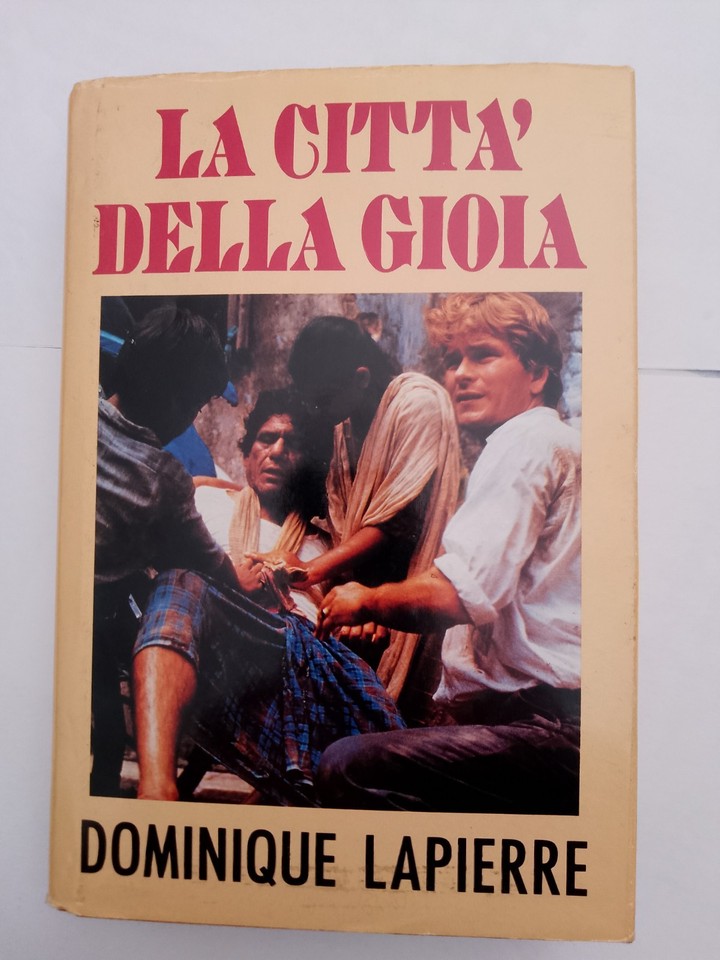 LA CITTA'
DELLA GIOIA
DOMINIQUE LAPIERRE